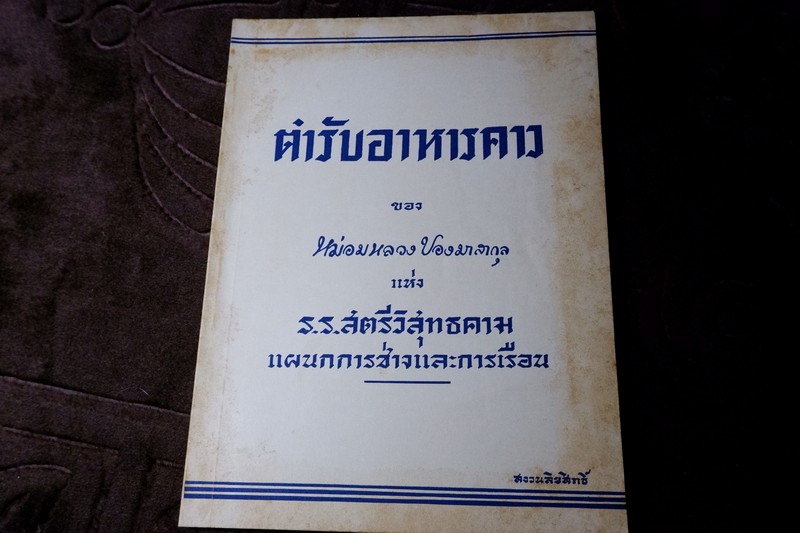 ตำรับอาหารคาว
ของ
หม่อมหลวง ปองมาลากุล
แห่ง
ร.ร.สตรีวิสุทธคาม
แผนกการช่างและการเรือน
สงวนลิขสิทธิ์